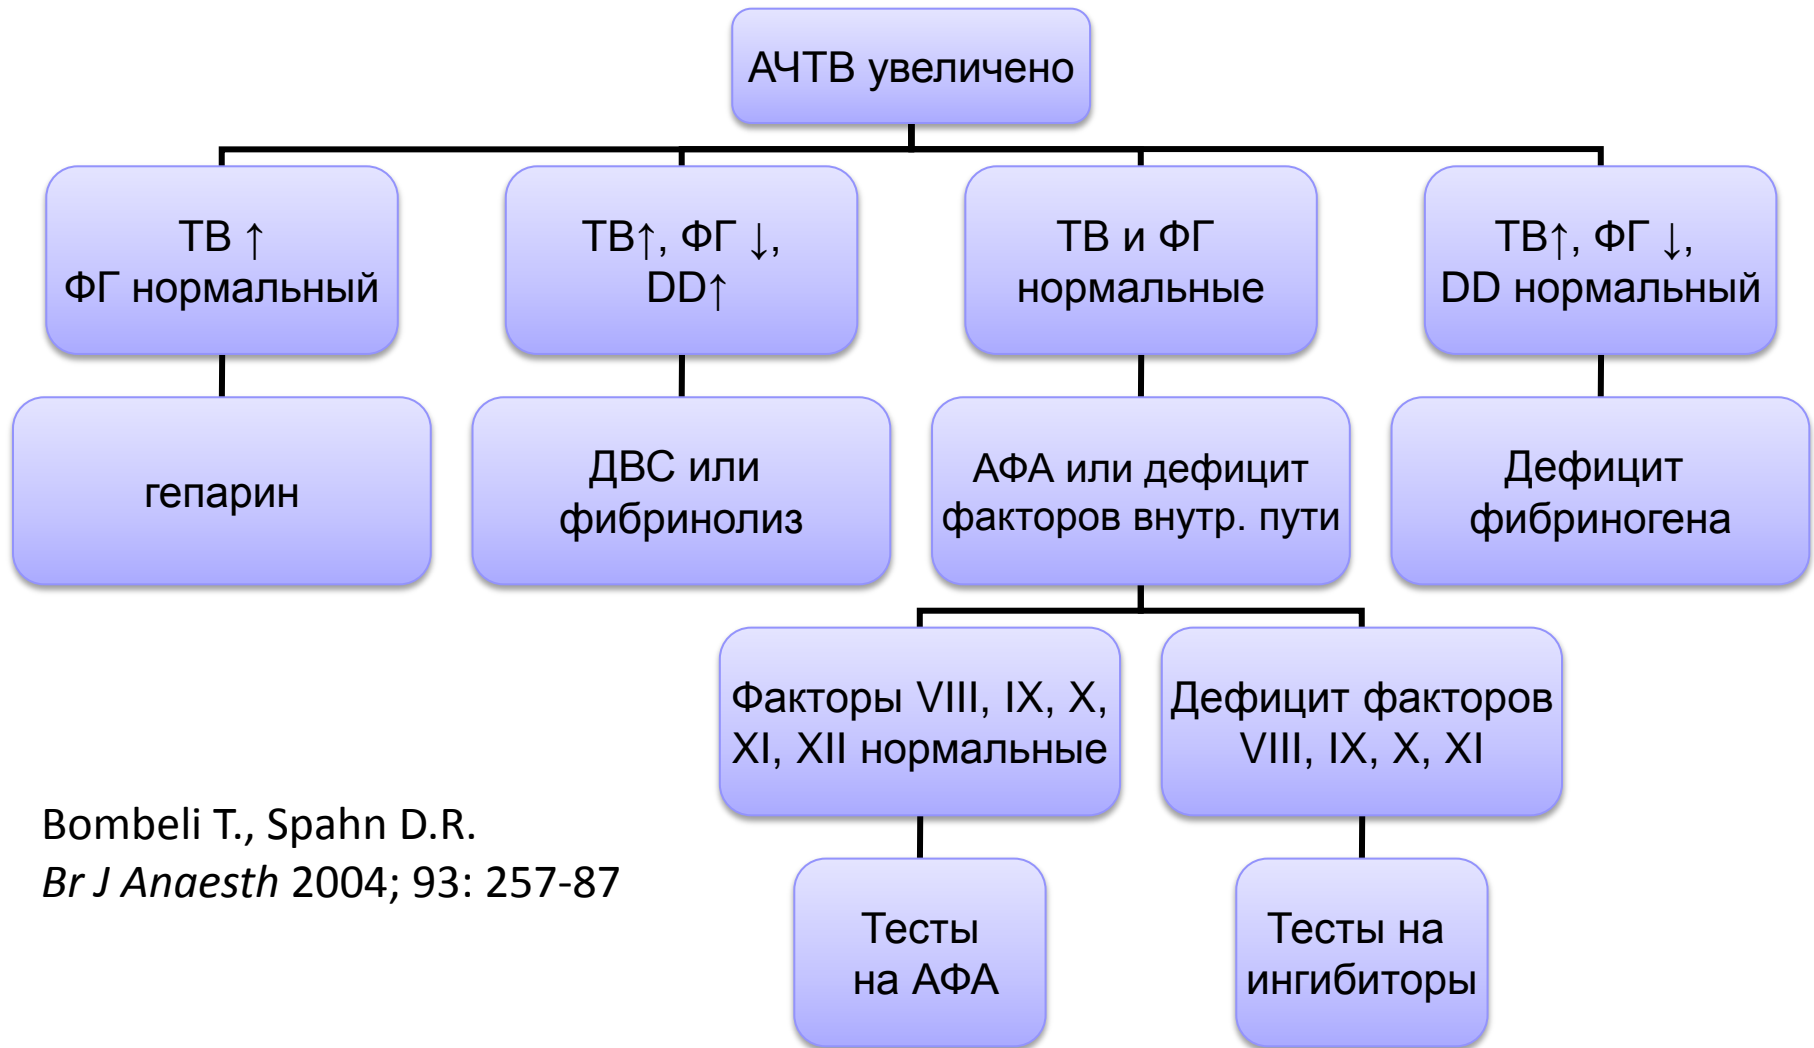 АЧТВ увеличено
ТВ ↑
ФГ нормальный
ТВ↑, ФГ ↓,
DD↑
ТВ и ФГ
нормальные
ТВ↑, ФГ ↓,
DD нормальный
гепарин
ДВС или
фибринолиз
АФА или дефицит
факторов внутр. пути
Дефицит
фибриногена
Факторы VIII, IX, X,
XI, XII нормальные
Дефицит факторов
VIII, IX, X, XI
Bombeli T., Spahn D.R.
Br J Anaesth 2004; 93: 257-87
Тесты
на АФА
Тесты на
ингибиторы